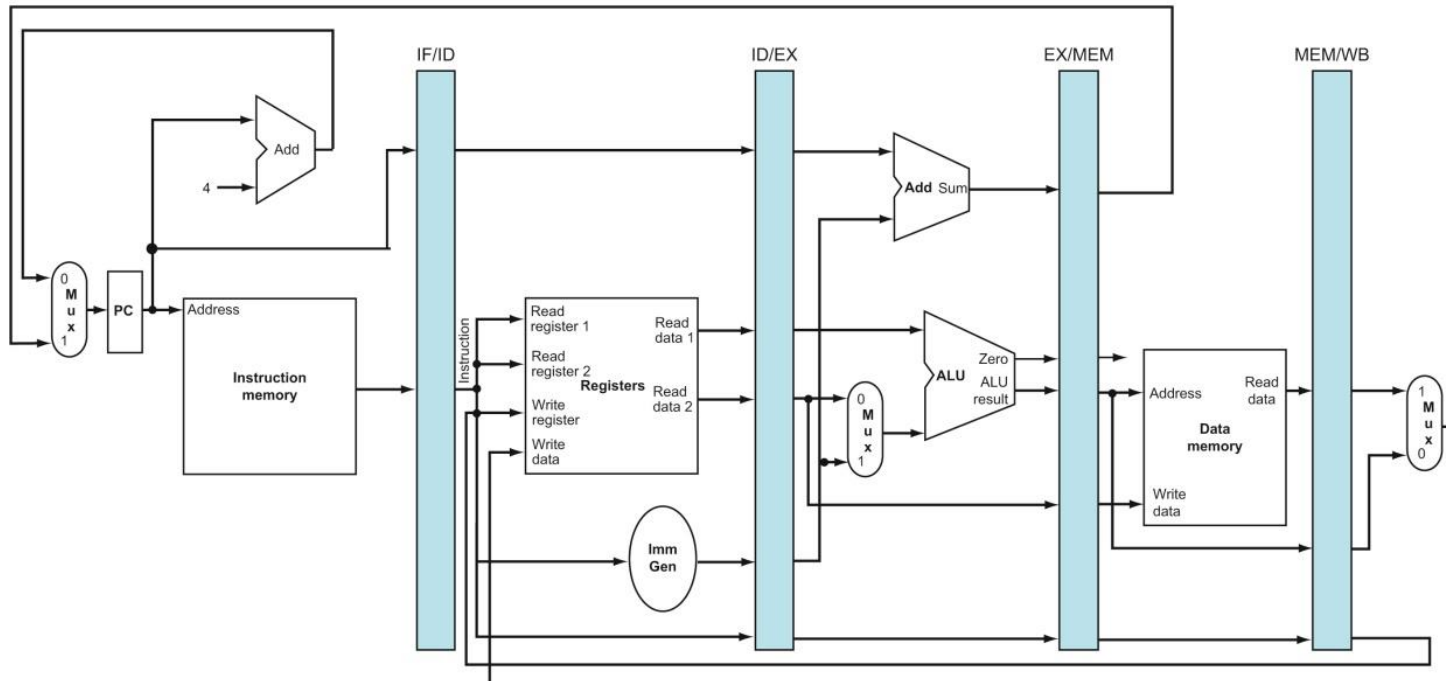 IF/ID
ID/EX
EX/MEM
MEM/WB
Add
4
Add Sum
0
M
u
x
1
PC
Address
Instruction
memory
Instruction
Read
register 1
Read
register 2
Write
register
Write
data
Registers
Read
data 1
Read
data 2
Imm
Gen
0
M
u
x
1
ALU
Zero
ALU
result
Address
Read
data
Data
memory
Write
data
1
M
u
x
0